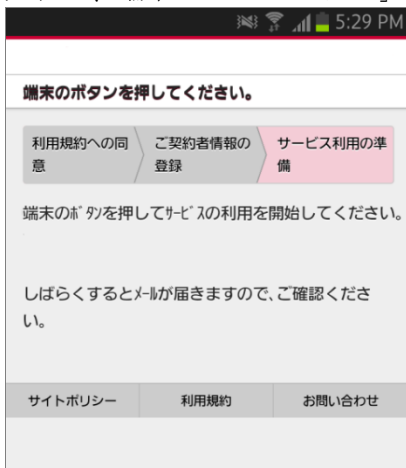 5:29 PM
端末のボタンを押してください。
利用規約への同
意
ご契約者情報の
登録
サービス利用の準
備
端末のﾎﾞﾀﾝを押してｻｰﾋﾞｽの利用を開始してください。
しばらくするとﾒｰﾙが届きますので、ご確認くださ
い。
サイトポリシー
利用規約
お問い合わせ